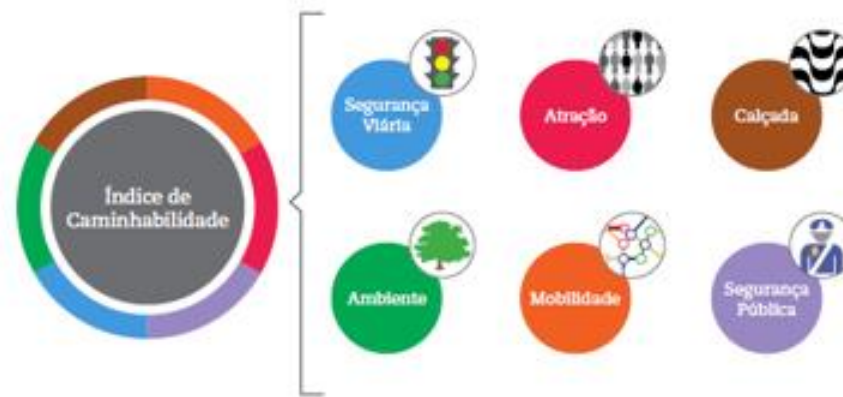 Índice de
Caminhabilidade
Segurança
Viária
Atração
Calçada
Ambiente
Mobilidade
Segurança
Pública